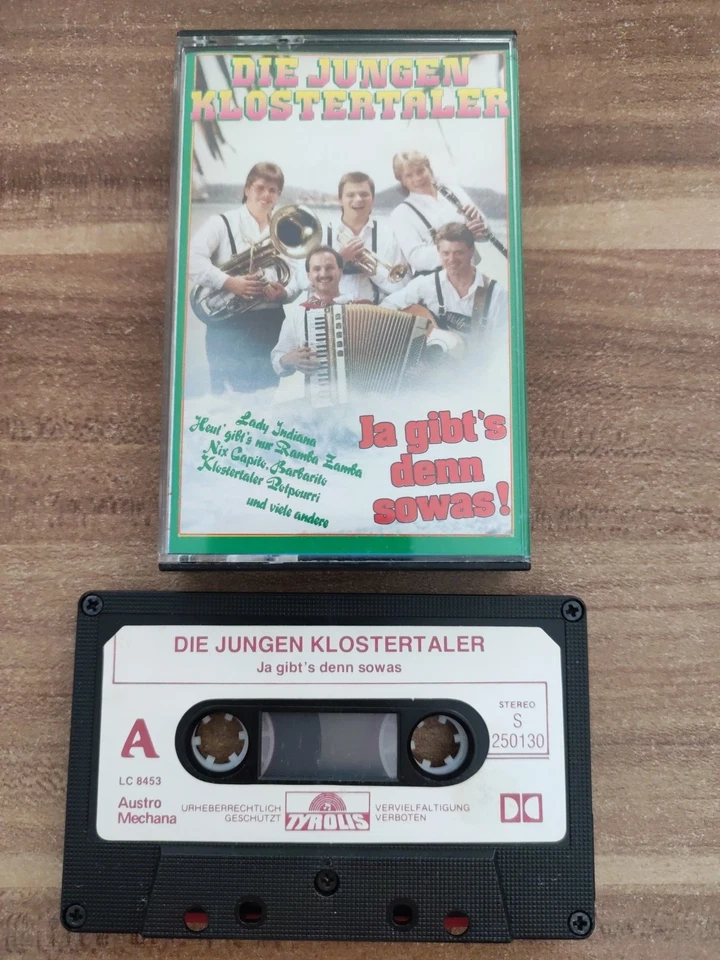 DIE JUNGEN
KLOSTERTALER
Lady Indiana
Heut' gibt's nur Ramba Zamba
Nix Capito, Barbarito
Klostertaler Potpourri
und viele andere
Ja gibt's
denn
sowas!
DIE JUNGEN KLOSTERTALER
Ja gibt's denn sowas
A
STEREO
S
250130
LC 8453
Austro
Mechana
URHEBERRECHTLICH
GESCHÜTZT
TYROLIS
VERVIELFÄLTIGUNG
VERBOTEN